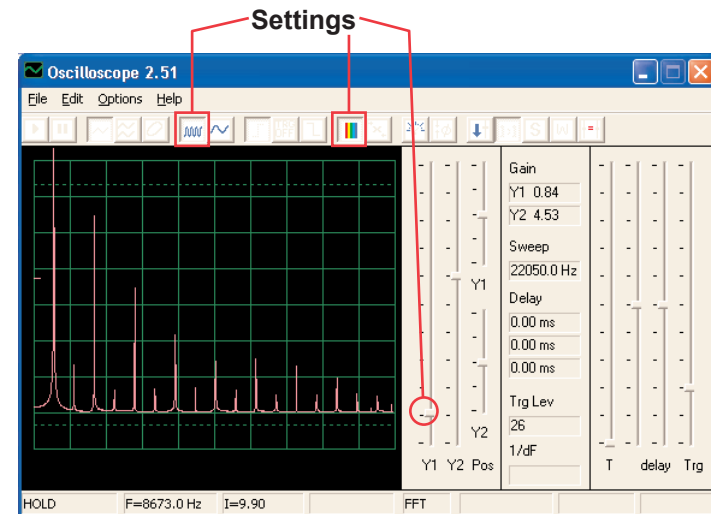 Settings
Oscilloscope 2.51
File Edit Options Help
Gain
Y1 0.84
Y2 4.53
Sweep
22050.0 Hz
Delay
0.00 ms
0.00 ms
0.00 ms
Trg Lev
26
1/dF
Y1
Y2
Y1 Y2 Pos
T delay Trg
HOLD F=8673.0 Hz I=9.90 FFT